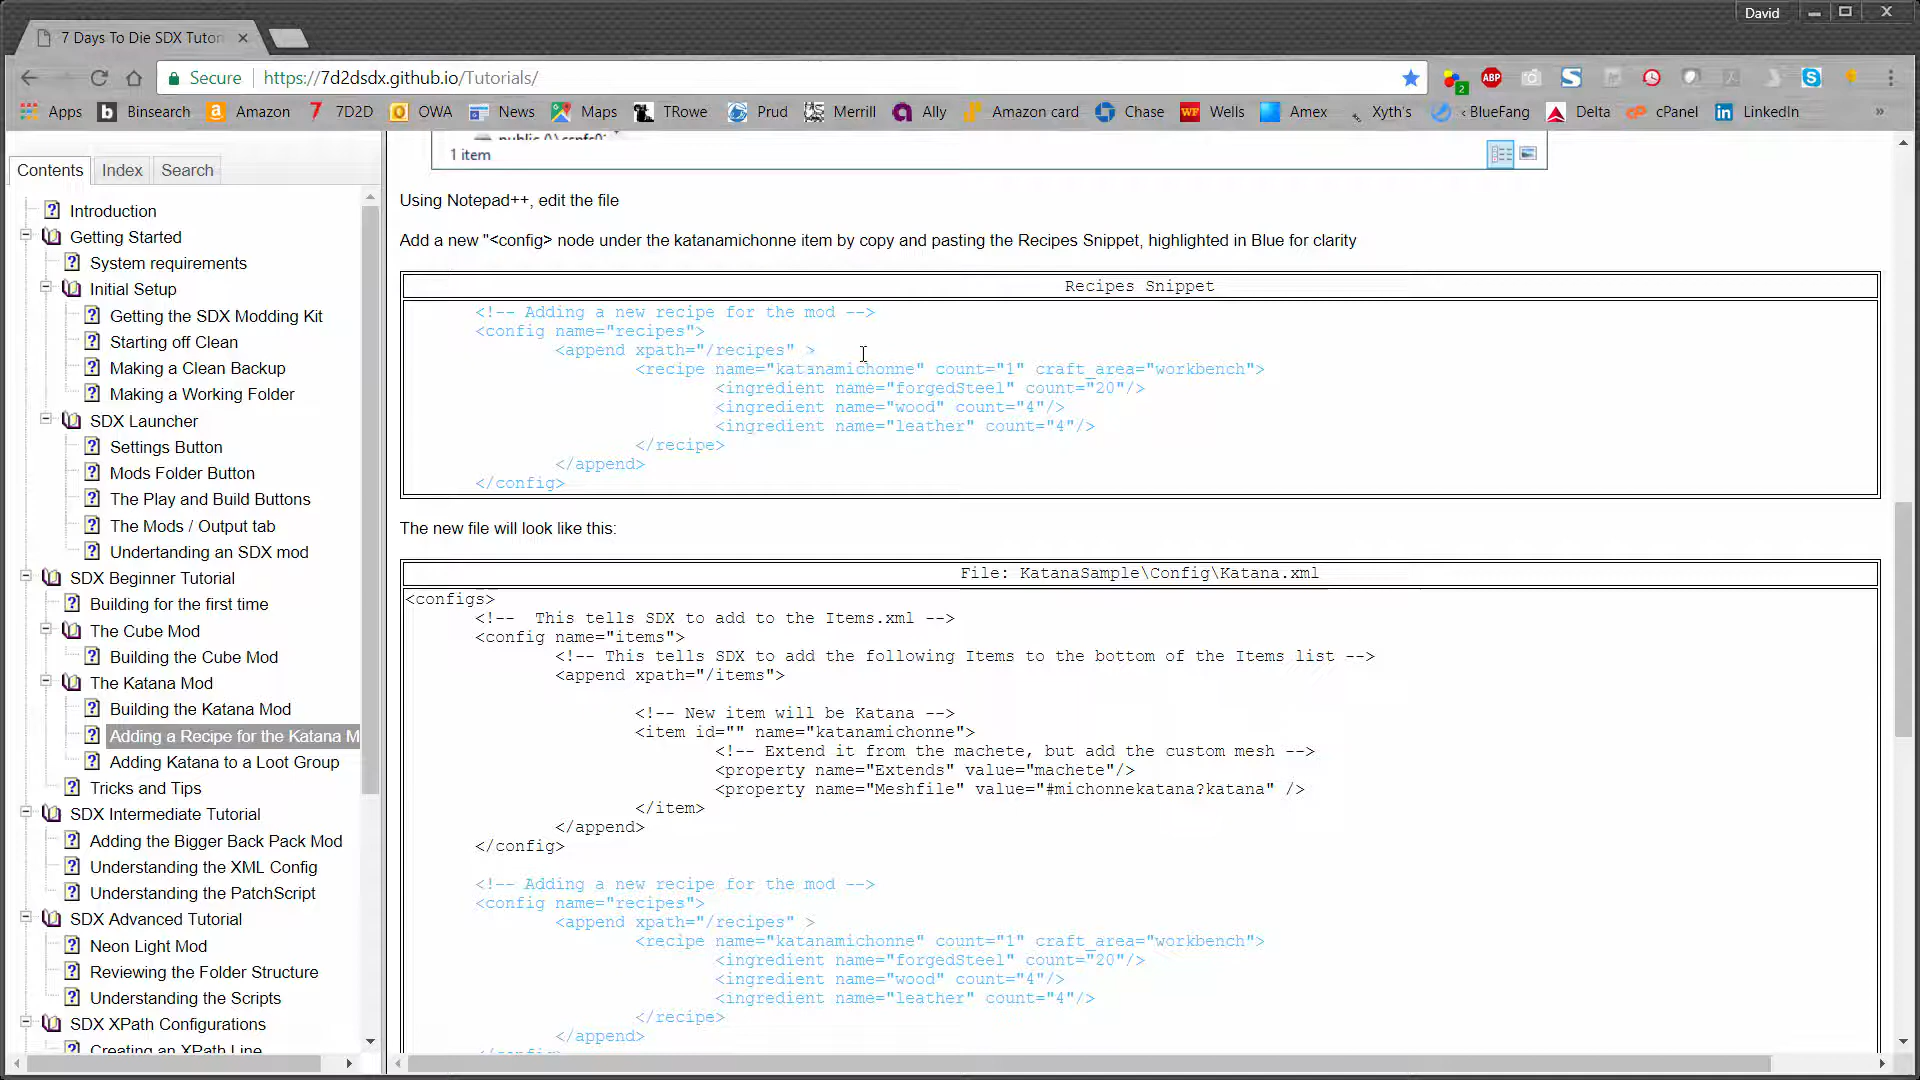 David
7 Days To Die SDX Tutor
Secure
https://7d2dsdx.github.io/Tutorials/
ABP
2
Apps
Binsearch
Amazon
7D2D
OWA
News
Maps
TRowe
Prud
Merrill
Ally
Amazon card
Chase
Wells
Amex
Xyth's
BlueFang
Delta
cPanel
LinkedIn
Contents
Index
Search
Introduction
Getting Started
System requirements
Initial Setup
Getting the SDX Modding Kit
Starting off Clean
Making a Clean Backup
Making a Working Folder
SDX Launcher
Settings Button
Mods Folder Button
The Play and Build Buttons
The Mods / Output tab
Undertanding an SDX mod
SDX Beginner Tutorial
Building for the first time
The Cube Mod
Building the Cube Mod
The Katana Mod
Building the Katana Mod
Adding a Recipe for the Katana M
Adding Katana to a Loot Group
Tricks and Tips
SDX Intermediate Tutorial
Adding the Bigger Back Pack Mod
Understanding the XML Config
Understanding the PatchScript
SDX Advanced Tutorial
Neon Light Mod
Reviewing the Folder Structure
Understanding the Scripts
SDX XPath Configurations
Creating an XPath Line
1 item
Using Notepad++, edit the file
Add a new "<config> node under the katanamichonne item by copy and pasting the Recipes Snippet, highlighted in Blue for clarity
Recipes Snippet
<!-- Adding a new recipe for the mod -->
<config name="recipes">
<append xpath="/recipes" >
<recipe name="katanamichonne" count="1" craft_area="workbench">
<ingredient name="forgedSteel" count="20"/>
<ingredient name="wood" count="4"/>
<ingredient name="leather" count="4"/>
</recipe>
</append>
</config>
The new file will look like this:
File: KatanaSample\Config\Katana.xml
<configs>
<!-- This tells SDX to add to the Items.xml -->
<config name="items">
<!-- This tells SDX to add the following Items to the bottom of the Items list -->
<append xpath="/items">
<!-- New item will be Katana -->
<item id="" name="katanamichonne">
<!-- Extend it from the machete, but add the custom mesh -->
<property name="Extends" value="machete"/>
<property name="Meshfile" value="#michonnekatana?katana" />
</item>
</append>
</config>
<!-- Adding a new recipe for the mod -->
<config name="recipes">
<append xpath="/recipes" >
<recipe name="katanamichonne" count="1" craft_area="workbench">
<ingredient name="forgedSteel" count="20"/>
<ingredient name="wood" count="4"/>
<ingredient name="leather" count="4"/>
</recipe>
</append>